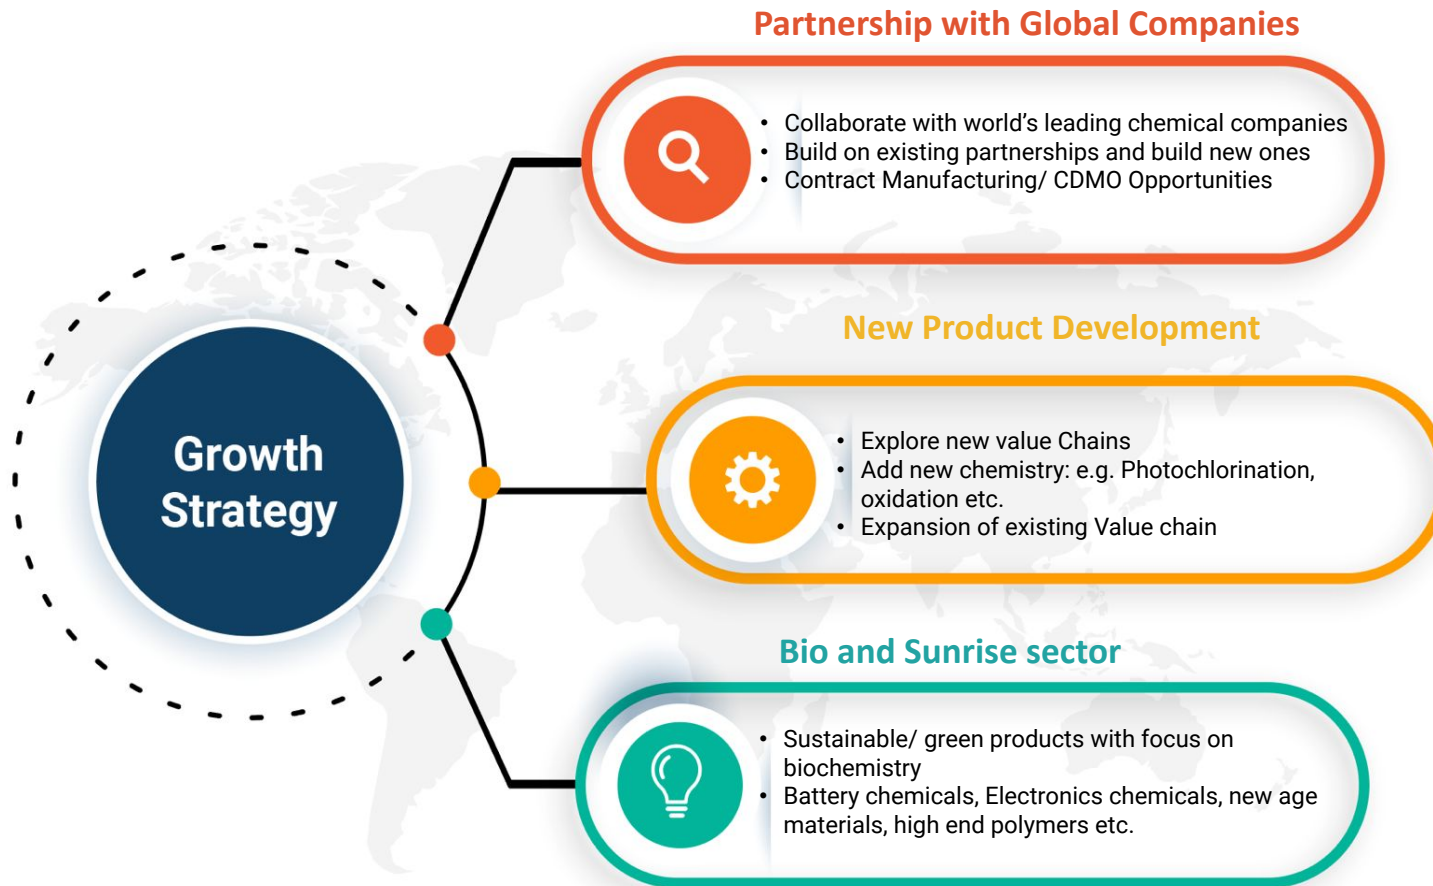 Partnership with Global Companies
• Collaborate with world’s leading chemical companies
• Build on existing partnerships and build new ones
• Contract Manufacturing/ CDMO Opportunities
Growth
Strategy
New Product Development
• Explore new value Chains
• Add new chemistry: e.g. Photochlorination,
oxidation etc.
• Expansion of existing Value chain
Bio and Sunrise sector
• Sustainable/ green products with focus on
biochemistry
• Battery chemicals, Electronics chemicals, new age
materials, high end polymers etc.